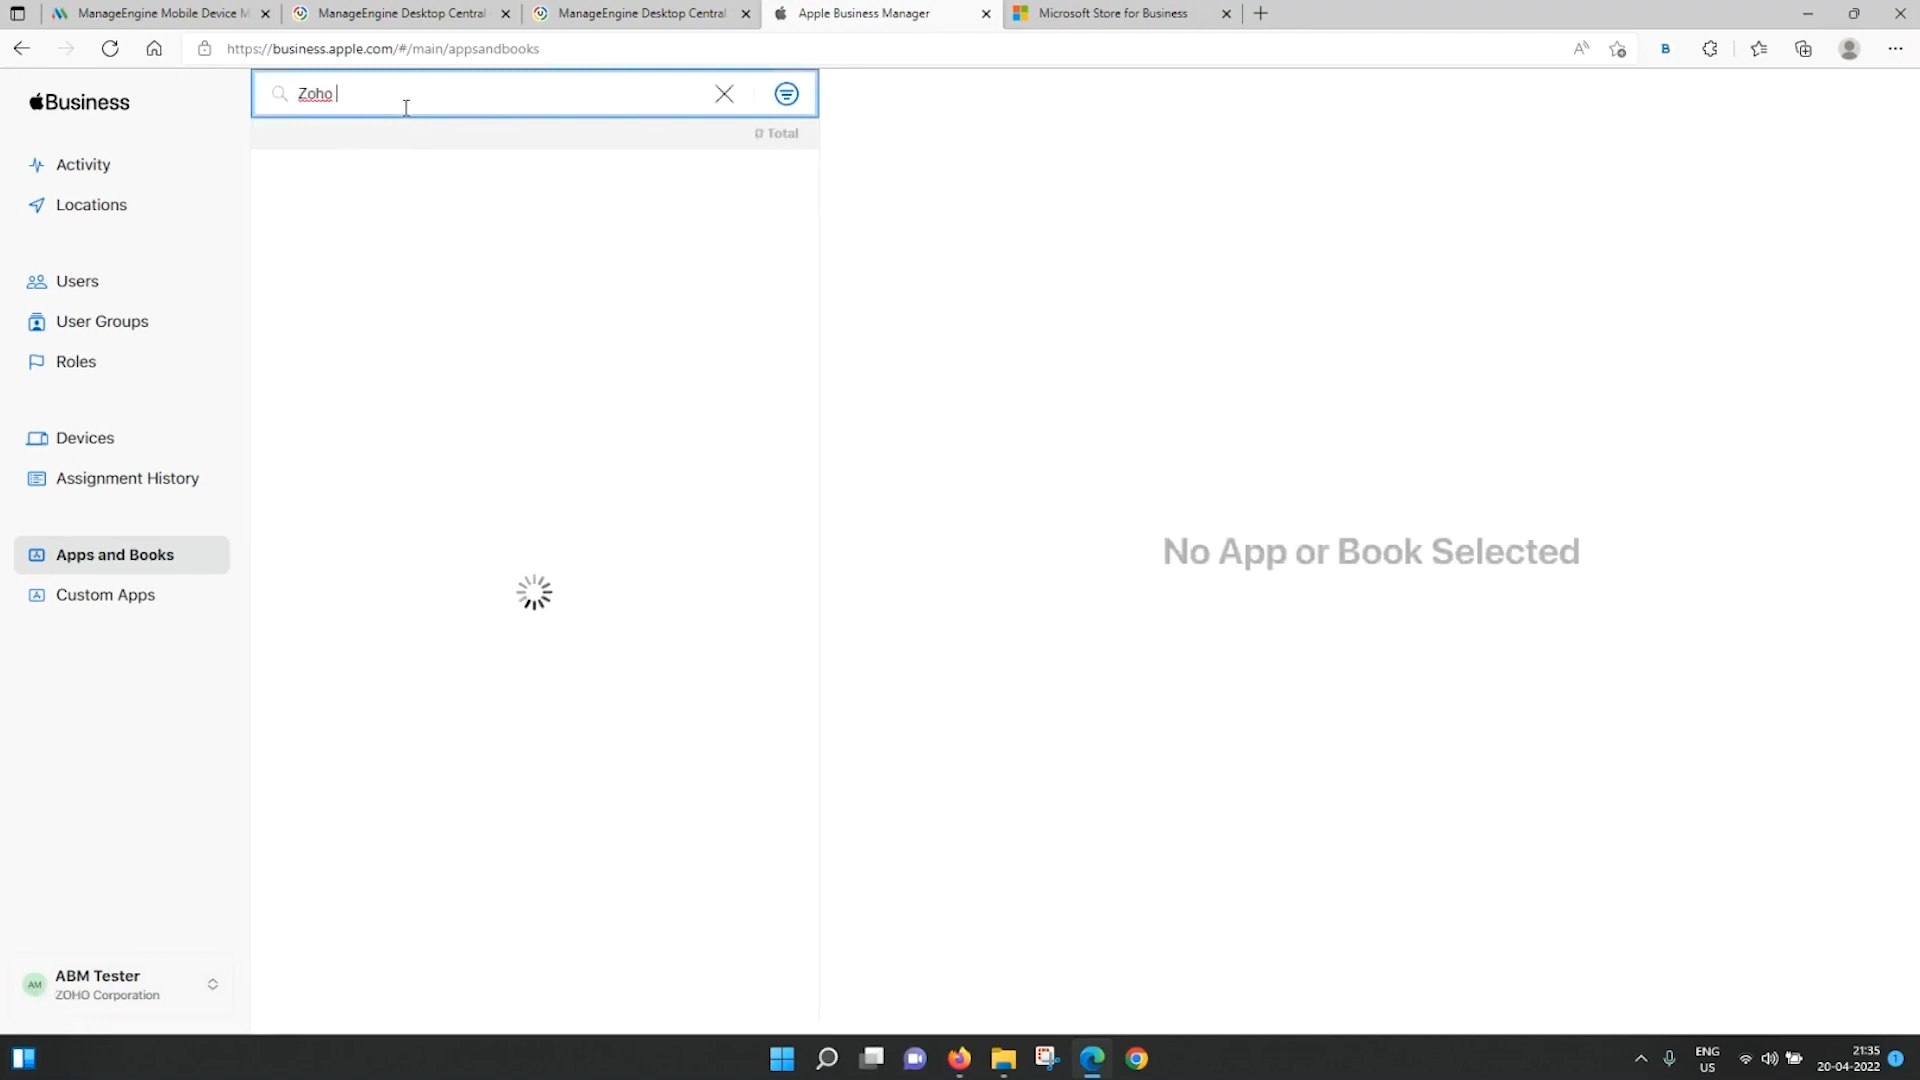 ManageEngine Mobile Device M
ManageEngine Desktop Central
ManageEngine Desktop Central
Apple Business Manager
Microsoft Store for Business
https://business.apple.com/#/main/appsandbooks
Business
Zoho
0 Total
Activity
Locations
Users
User Groups
Roles
Devices
Assignment History
Apps and Books
Custom Apps
No App or Book Selected
AM
ABM Tester
ZOHO Corporation
ENG
US
21:35
20-04-2022
1